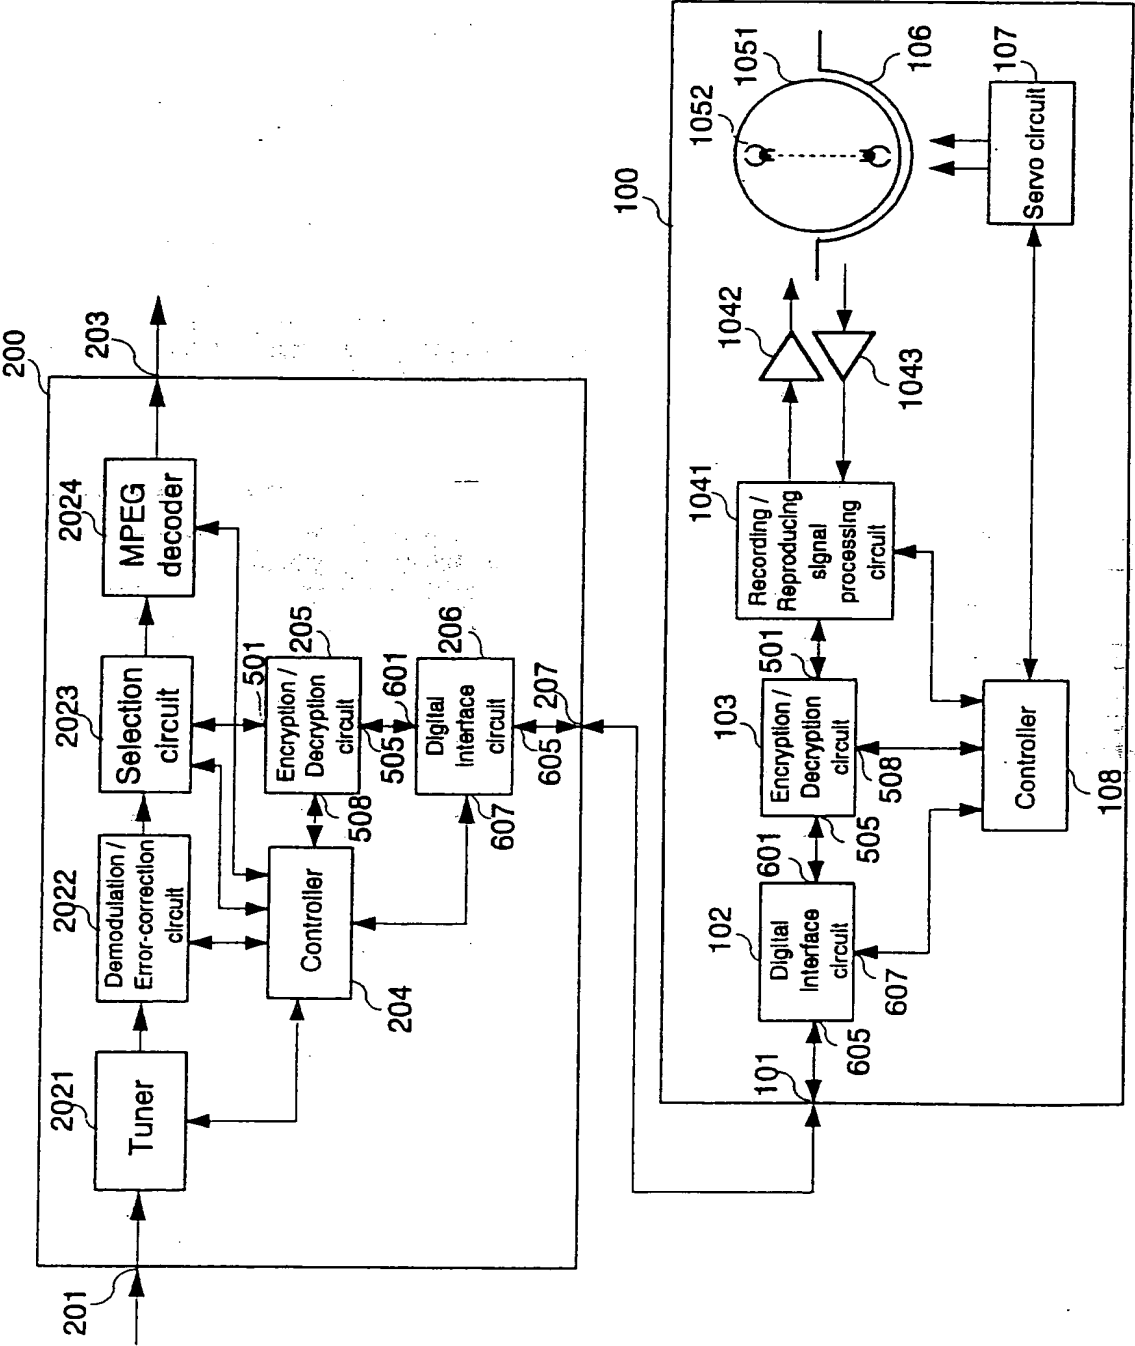 200
201
2021
Tuner
2022
Demodulation /
Error-correction
circuit
2023
Selection
circuit
2024
MPEG
decoder
203
204
Controller
508
501
205
Encryption /
Decryption
circuit
505
601
206
Digital
Interface
circuit
607
605
207
100
101
605
102
Digital
Interface
circuit
607
601
505
103
Encryption /
Decryption
circuit
508
501
1041
Recording /
Reproducing
signal
processing
circuit
1042
1043
1052
1051
106
107
Servo circuit
Controller
108